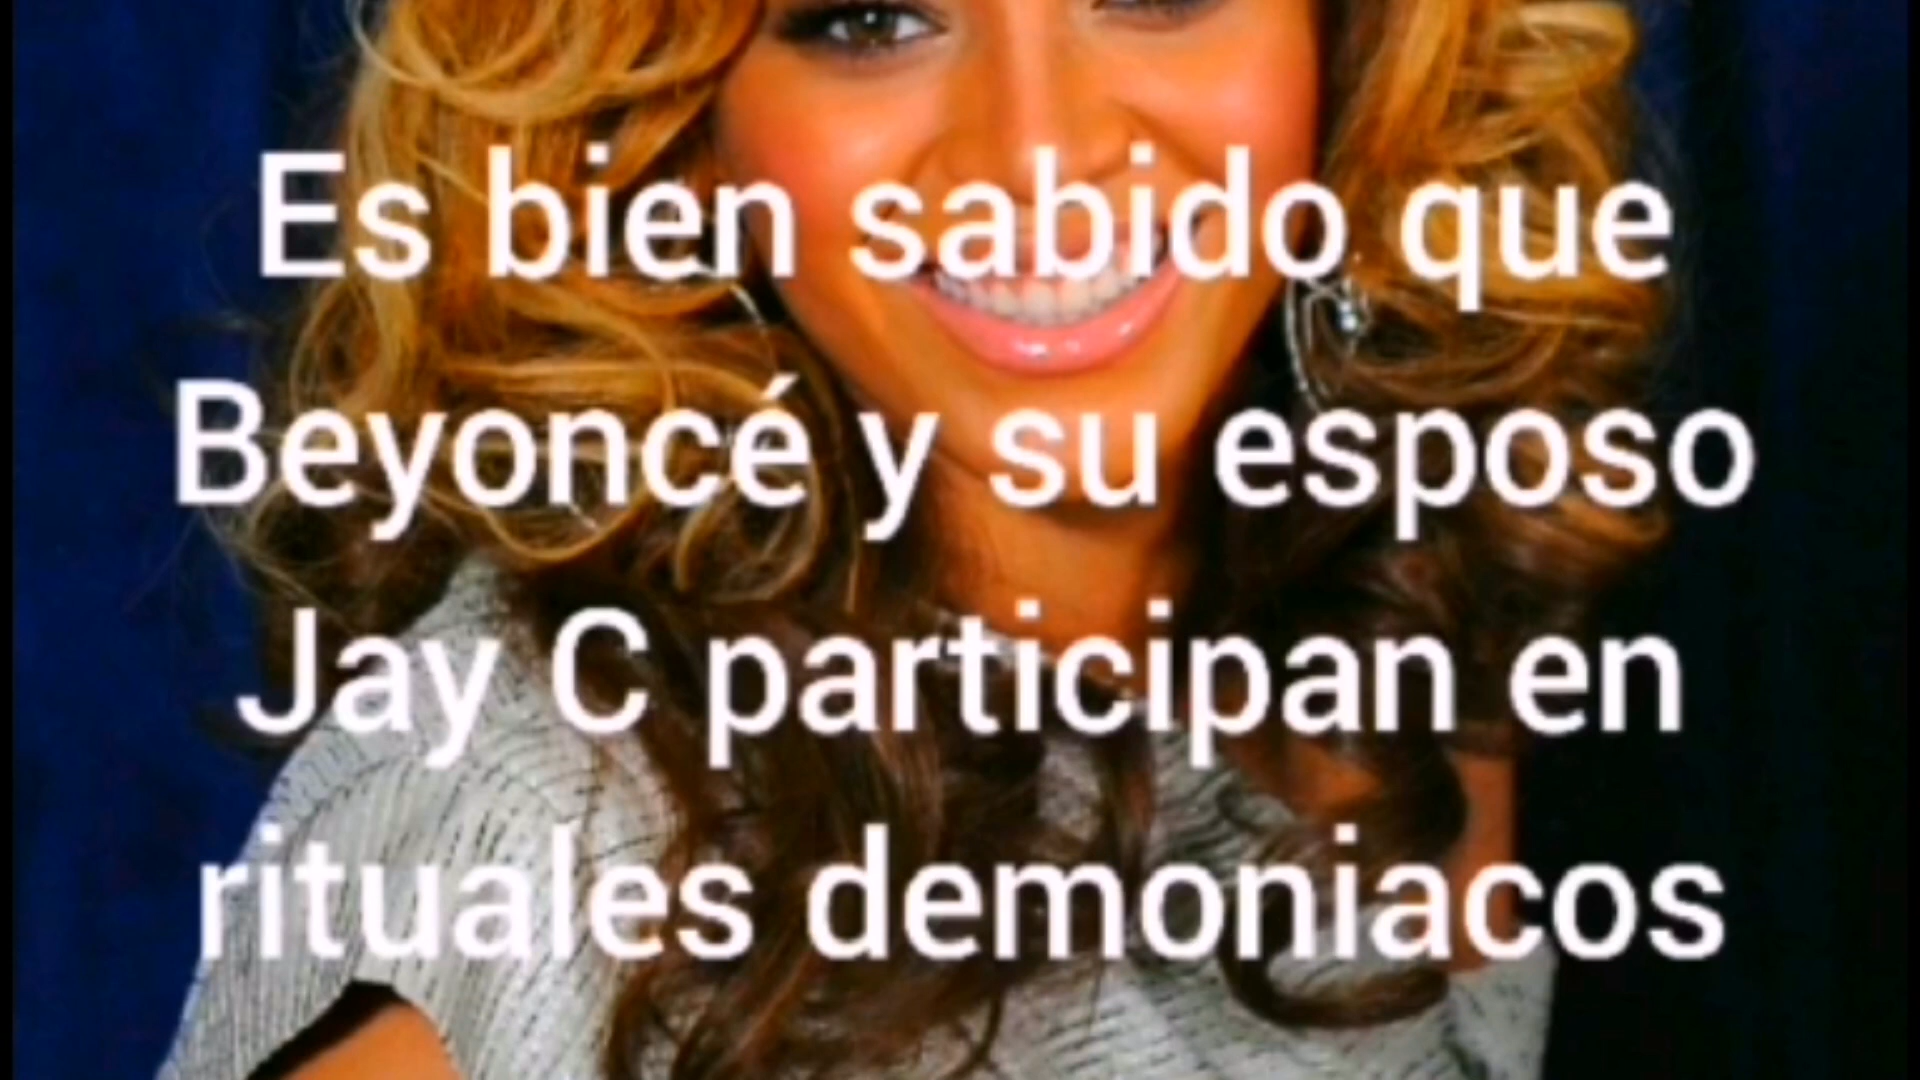 Es bien sabido que
Beyoncé y su esposo
Jay C participan en
rituales demoniacos